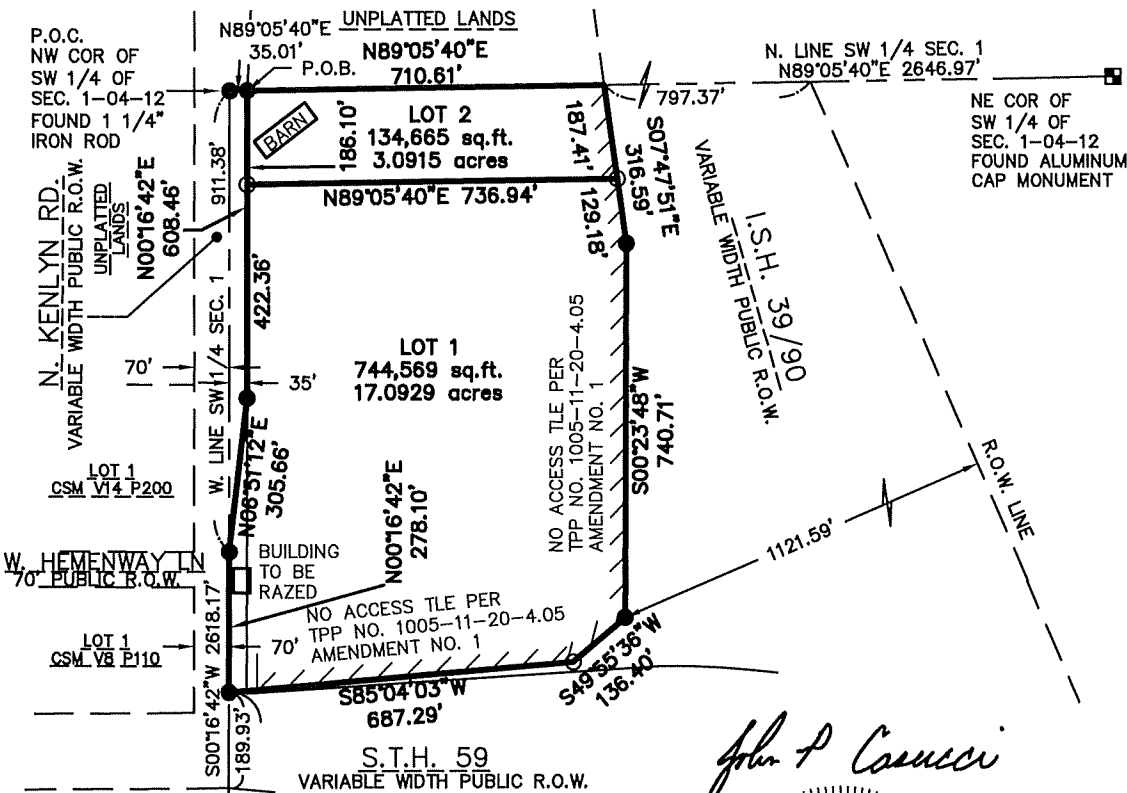 P.O.C.
NW COR OF
SW 1/4 OF
SEC. 1-04-12
FOUND 1 1/4"
IRON ROD
N89°05'40"E
35.01'
P.O.B.
UNPLATTED LANDS
N89°05'40"E
710.61'
N. LINE SW 1/4 SEC. 1
N89°05'40"E 2646.97'
797.37'
NE COR OF
SW 1/4 OF
SEC. 1-04-12
FOUND ALUMINUM
CAP MONUMENT
BARN
186.10'
LOT 2
134,665 sq.ft.
3.0915 acres
187.41'
S07°47'51"E
316.59'
129.18'
N89°05'40"E 736.94'
911.38'
N00°16'42"E
608.46'
UNPLATTED
LANDS
N. KENLYN RD.
VARIABLE WIDTH PUBLIC R.O.W.
W. LINE SW 1/4 SEC. 1
422.36'
I.S.H. 39/90
VARIABLE WIDTH PUBLIC R.O.W.
70'
35'
LOT 1
744,569 sq.ft.
17.0929 acres
NO ACCESS TLE PER
TPP NO. 1005-11-20-4.05
AMENDMENT NO. 1
S00°23'48"W
740.71'
R.O.W. LINE
LOT 1
CSM V14 P200
N06°51'12"E
305.66'
N00°16'42"E
278.10'
1121.59'
W. HEMENWAY LN
70' PUBLIC R.O.W.
BUILDING
TO BE
RAZED
NO ACCESS TLE PER
TPP NO. 1005-11-20-4.05
AMENDMENT NO. 1
LOT 1
CSM V8 P110
70'
S00°16'42"W 2618.17'
189.93'
S85°04'03"W
687.29'
S49°55'36"W
136.40'
S.T.H. 59
VARIABLE WIDTH PUBLIC R.O.W.
John P Casucci